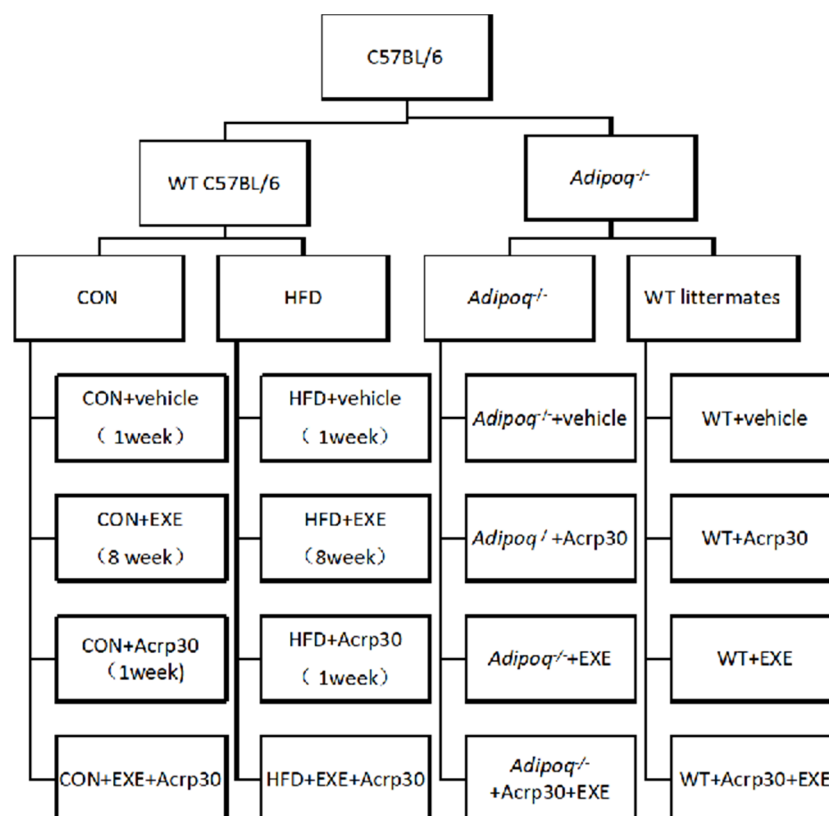 C57BL/6
WT C57BL/6
Adipoq-/-
CON
HFD
Adipoq-/-
WT littermates
CON+vehicle
（ 1week）
HFD+vehicle
（ 1week）
Adipoq-/-+vehicle
WT+vehicle
CON+EXE
(8 week)
HFD+EXE
(8week)
Adipoq-/ +Acrp30
WT+Acrp30
CON+Acrp30
（1week)
HFD+Acrp30
（ 1week）
Adipoq-/-+EXE
WT+EXE
CON+EXE+Acrp30
HFD+EXE+Acrp30
Adipoq-/-
+Acrp30+EXE
WT+Acrp30+EXE